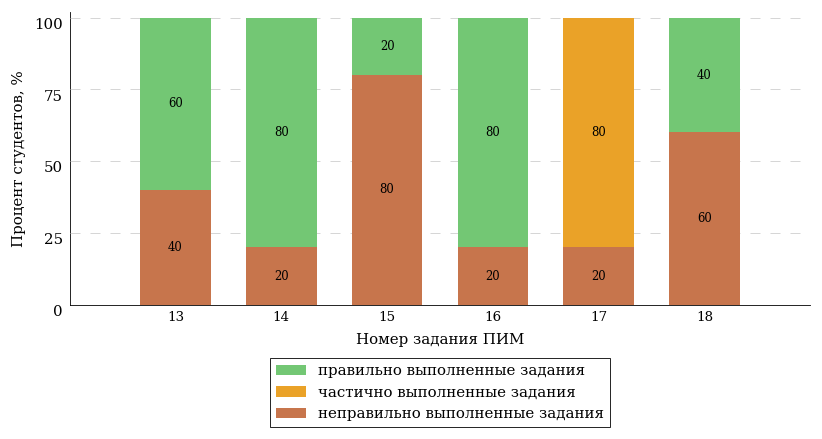 Процент студентов, %
100
75
50
25
0
60
40
80
20
20
80
80
20
80
20
40
60
13 14 15 16 17 18
Номер задания ПИМ
правильно выполненные задания
частично выполненные задания
неправильно выполненные задания